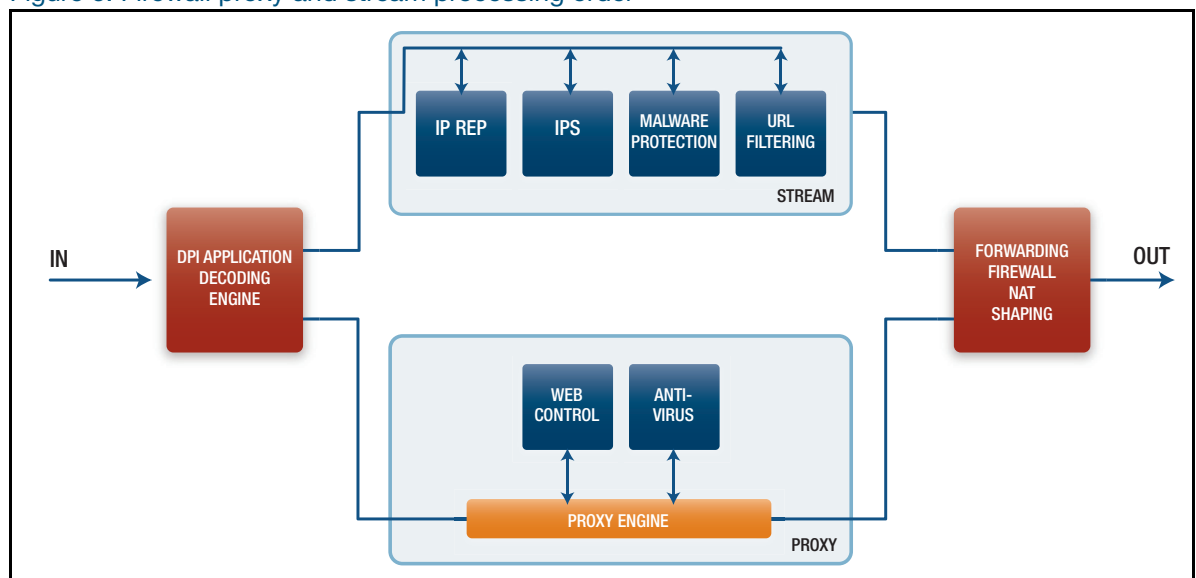 IP REP
IPS
MALWARE
PROTECTION
URL
FILTERING
STREAM
IN
DPI APPLICATION
DECODING
ENGINE
FORWARDING
FIREWALL
NAT
SHAPING
OUT
WEB
CONTROL
ANTI-
VIRUS
PROXY ENGINE
PROXY